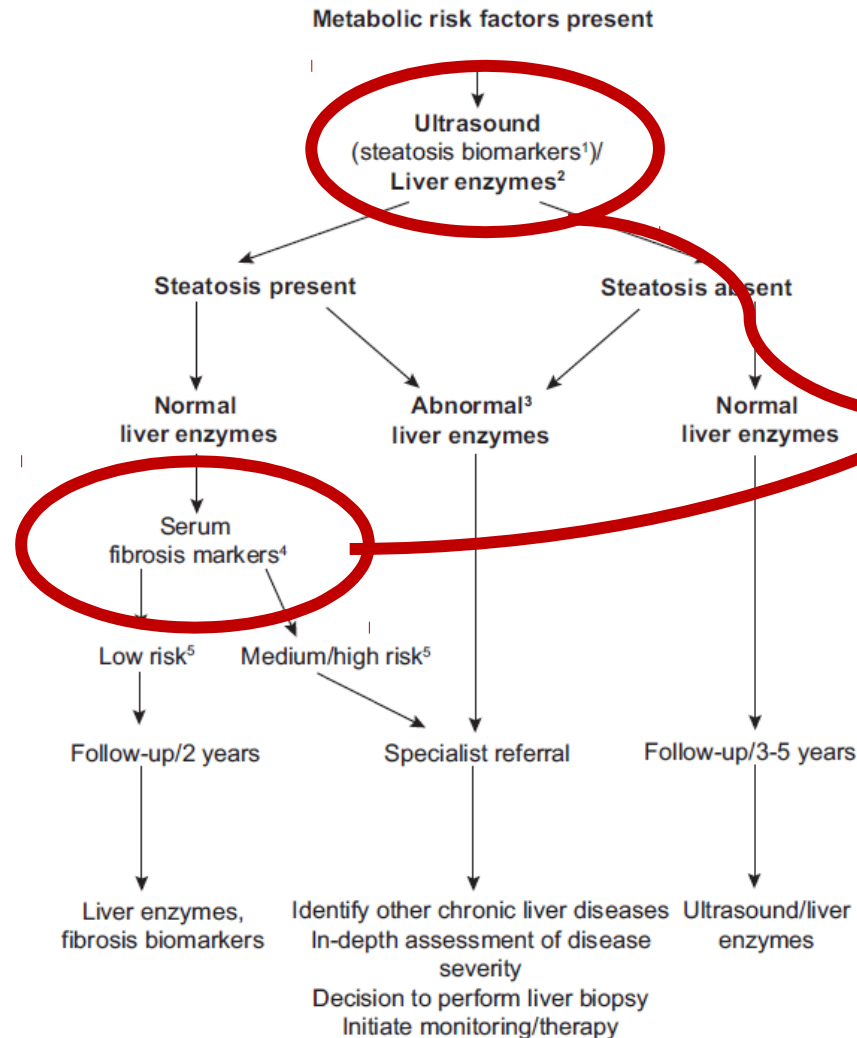 Metabolic risk factors present
Ultrasound
(steatosis biomarkers¹)/
Liver enzymes²
Steatosis present
Steatosis absent
Normal
liver enzymes
Abnormal³
liver enzymes
Normal
liver enzymes
Serum
fibrosis markers⁴
Low risk⁵
Medium/high risk⁵
Follow-up/2 years
Specialist referral
Follow-up/3-5 years
Liver enzymes,
fibrosis biomarkers
Identify other chronic liver diseases
In-depth assessment of disease
severity
Decision to perform liver biopsy
Initiate monitoring/therapy
Ultrasound/liver
enzymes